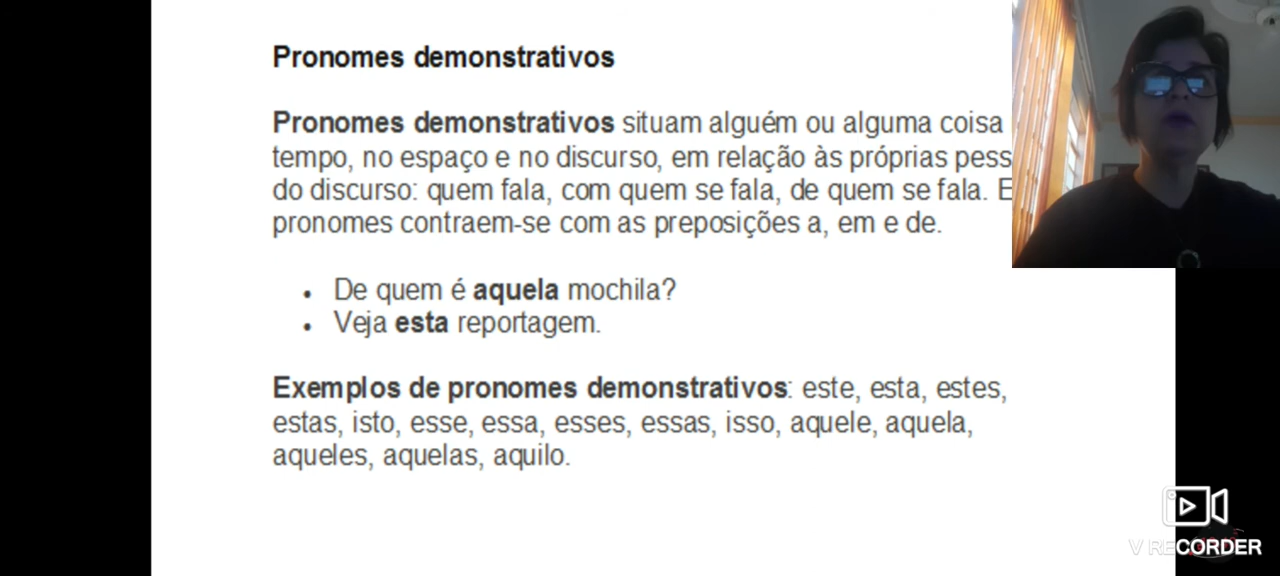 Pronomes demonstrativos
Pronomes demonstrativos situam alguém ou alguma coisa
tempo, no espaço e no discurso, em relação às próprias
do discurso: quem fala, com quem se fala, de quem se fala.
pronomes contraem-se com as preposições a, em e de.
• De quem é aquela mochila?
• Veja esta reportagem.
Exemplos de pronomes demonstrativos: este, esta, estes,
estas, isto, esse, essa, esses, essas, isso, aquele, aquela,
aqueles, aquelas, aquilo.
V RECORDER